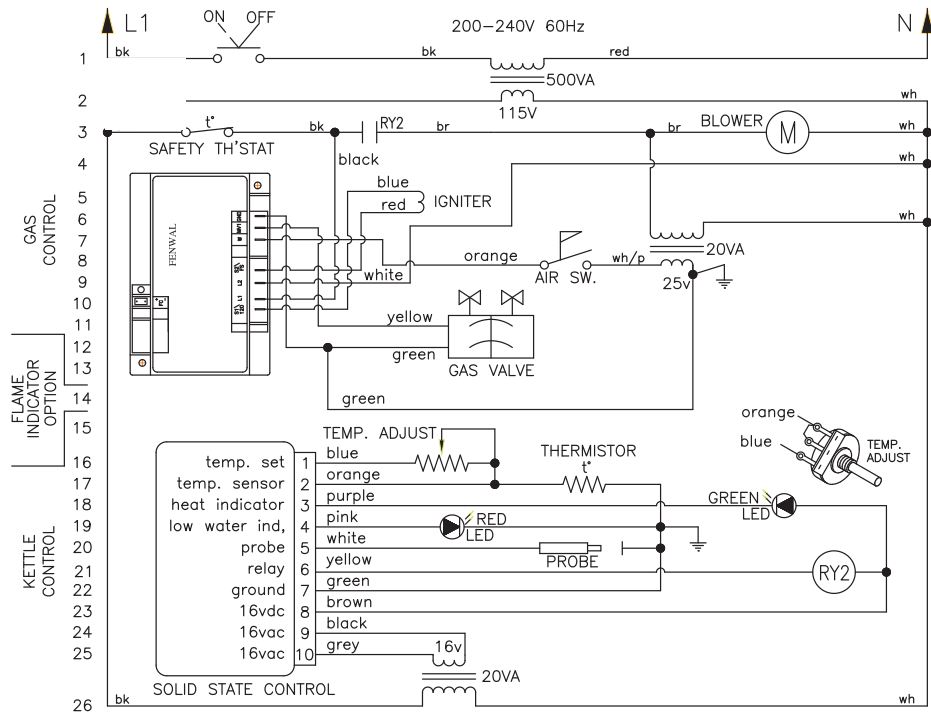 L1
ON OFF
200-240V 60Hz
N
1
bk
bk
red
500VA
2
115V
wh
3
t°
bk
RY2
br
br
BLOWER
M
wh
SAFETY TH'STAT
4
black
wh
GAS CONTROL
5
blue
red
IGNITER
6
wh
7
FENWAL
GND
MV1
W
20VA
8
orange
AIR SW.
wh/p
9
white
L2
25v
10
L1
11
yellow
12
green
GAS VALVE
13
FLAME INDICATOR OPTION
14
green
15
TEMP. ADJUST
orange
blue
TEMP. ADJUST
THERMISTOR
t°
16
temp. set 1 blue
17
temp. sensor 2 orange
18
heat indicator 3 purple
GREEN LED
19
low water ind, 4 pink
RED LED
KETTLE CONTROL
20
probe 5 white
PROBE
21
relay 6 yellow
RY2
22
ground 7 green
23
16vdc 8 brown
24
16vac 9 black
25
16vac 10 grey
16v
SOLID STATE CONTROL
20VA
26
bk
wh